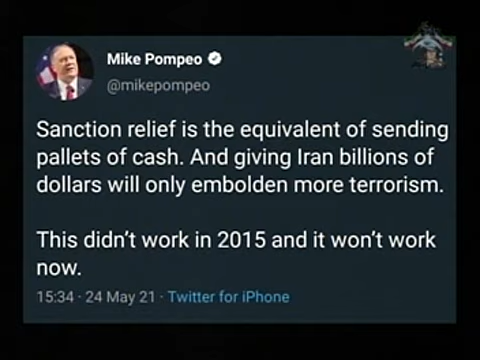 Mike Pompeo
@mikepompeo
Sanction relief is the equivalent of sending
pallets of cash. And giving Iran billions of
dollars will only embolden more terrorism.
This didn't work in 2015 and it won't work
now.
15:34 · 24 May 21 · Twitter for iPhone